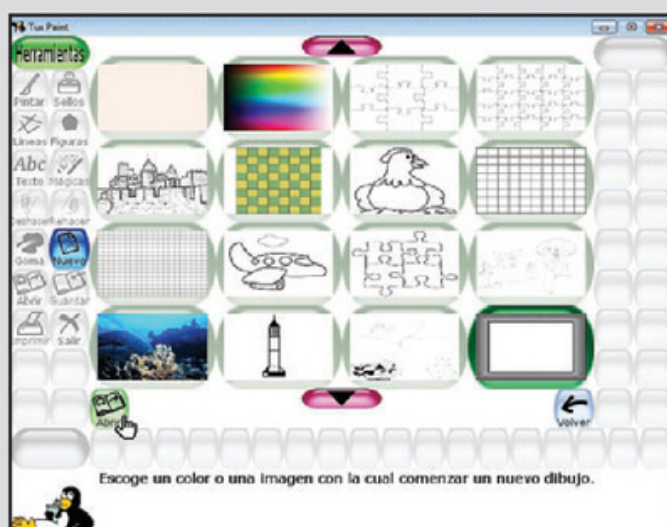 Tux Paint
Herramientas
Pintar Sellos
Líneas Figuras
Abc
Texto Mágicas
Deshacer Rehacer
Goma Nuevo
Abrir Guardar
Imprimir Salir
Abrir
Volver
Escoge un color o una imagen con la cual comenzar un nuevo dibujo.